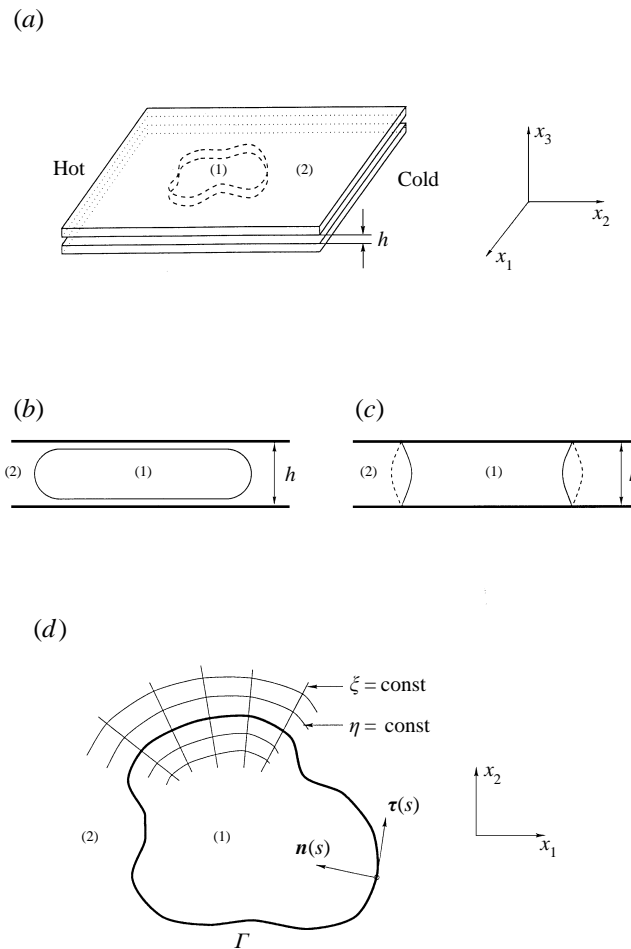 (a)
Hot
(1)
(2)
Cold
h
x3
x2
x1
(b)
(2)
(1)
h
(c)
(2)
(1)
(d)
ξ = const
η = const
τ(s)
n(s)
(2)
(1)
Γ
x2
x1